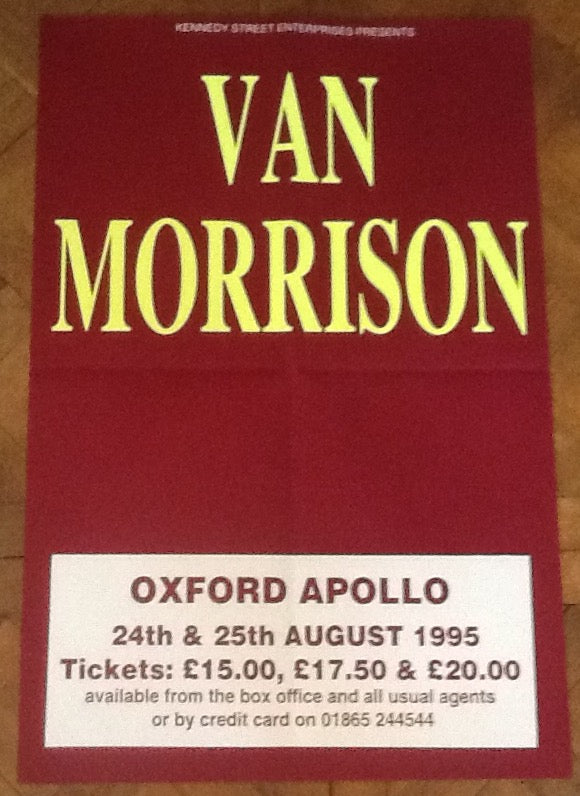 KENNEDY STREET ENTERPRISES PRESENTS
VAN
MORRISON
OXFORD APOLLO
24th & 25th AUGUST 1995
Tickets: £15.00, £17.50 & £20.00
available from the box office and all usual agents
or by credit card on 01865 244544